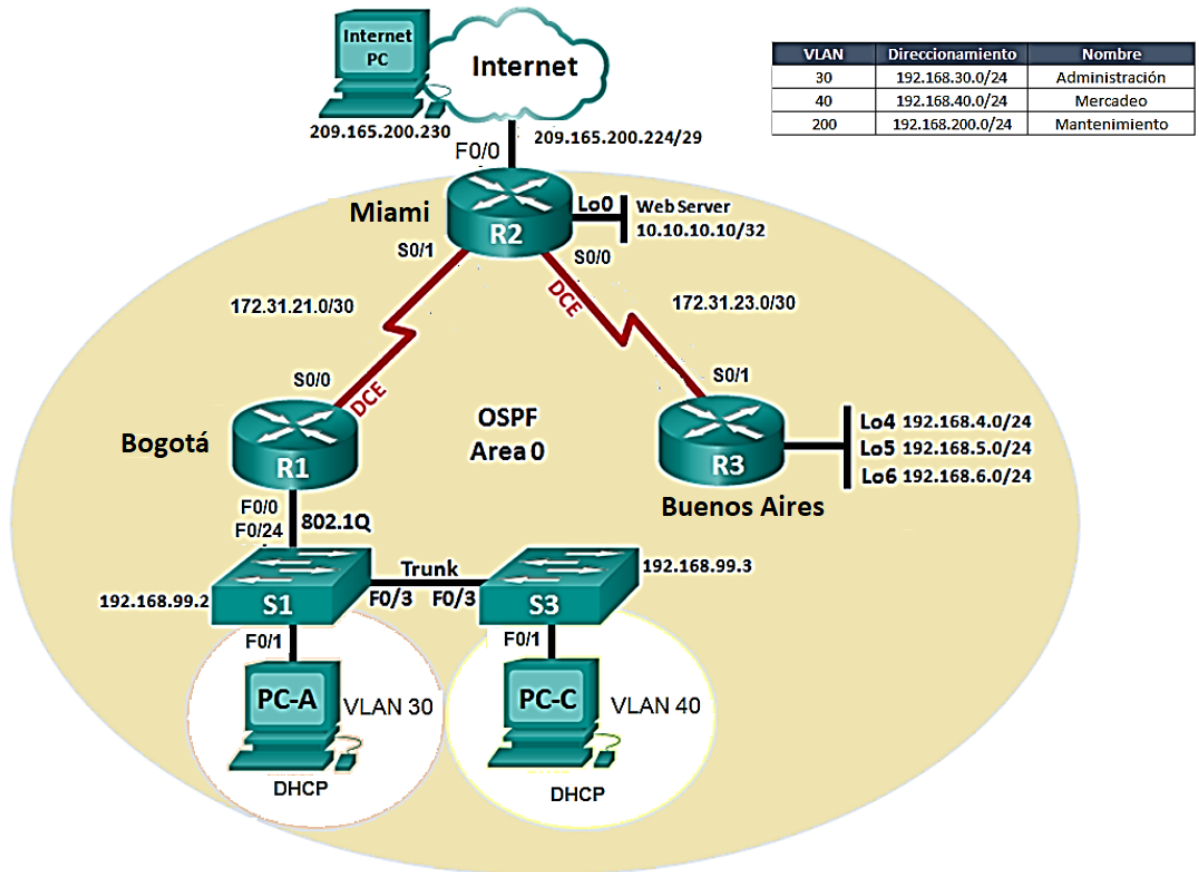 Internet
PC
Internet
209.165.200.230
209.165.200.224/29
F0/0
VLAN Direccionamiento Nombre
30 192.168.30.0/24 Administración
40 192.168.40.0/24 Mercadeo
200 192.168.200.0/24 Mantenimiento
Miami
R2
Lo0
Web Server
10.10.10.10/32
S0/1
S0/0
DCE
172.31.21.0/30
172.31.23.0/30
S0/0
DCE
S0/1
OSPF
Area 0
Bogotá
R1
R3
Buenos Aires
Lo4 192.168.4.0/24
Lo5 192.168.5.0/24
Lo6 192.168.6.0/24
F0/0
F0/24
802.1Q
Trunk
192.168.99.3
192.168.99.2
S1
F0/3
F0/3
S3
F0/1
F0/1
PC-A
VLAN 30
PC-C
VLAN 40
DHCP
DHCP